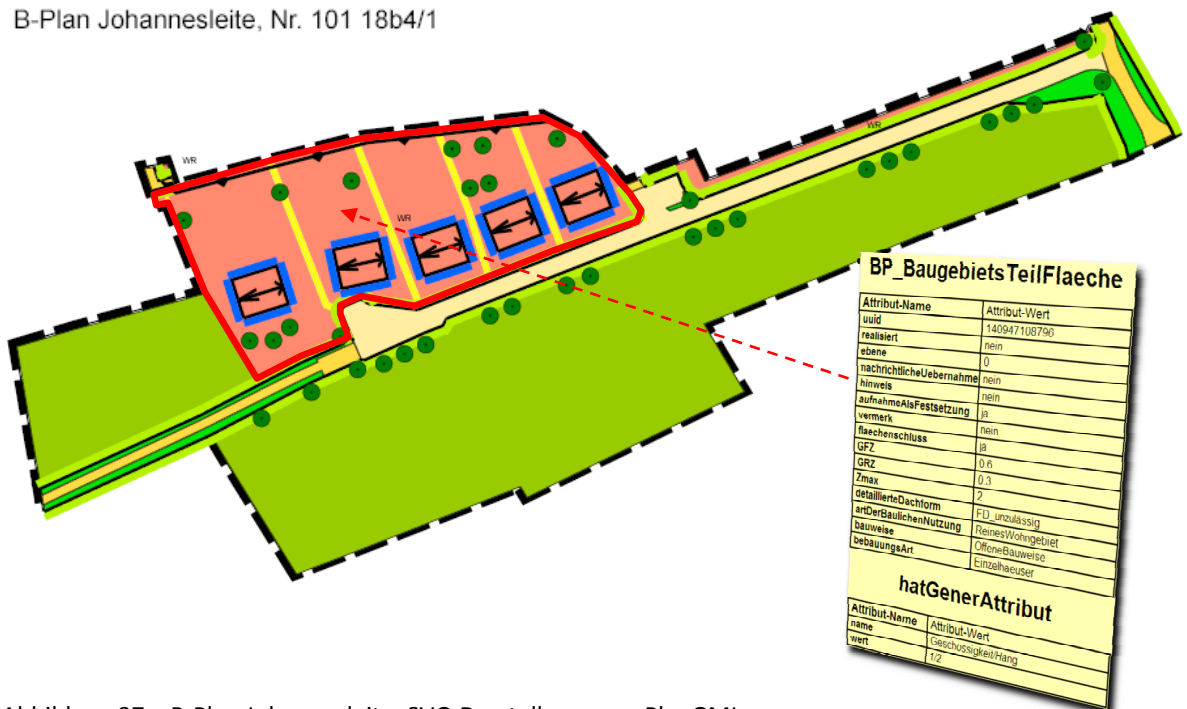 B-Plan Johannesleite, Nr. 101 18b4/1
WR
WR
WR
BP_BaugebietsTeilFlaeche
Attribut-Name Attribut-Wert
uuid 140947108796
realisiert nein
ebene 0
nachrichtlicheUebernahme nein
hinweis nein
aufnahmeAlsFestsetzung ja
vermerk nein
flaechenschluss ja
GFZ 0.6
GRZ 0.3
Zmax 2
detaillierteDachform FD_unzulässig
artDerBaulichenNutzung ReinesWohngebiet
bauweise OffeneBauweise
bebauungsArt Einzelhaeuser
hatGenerAttribut
Attribut-Name Attribut-Wert
name Geschossigkeit/Hang
wert 1/2